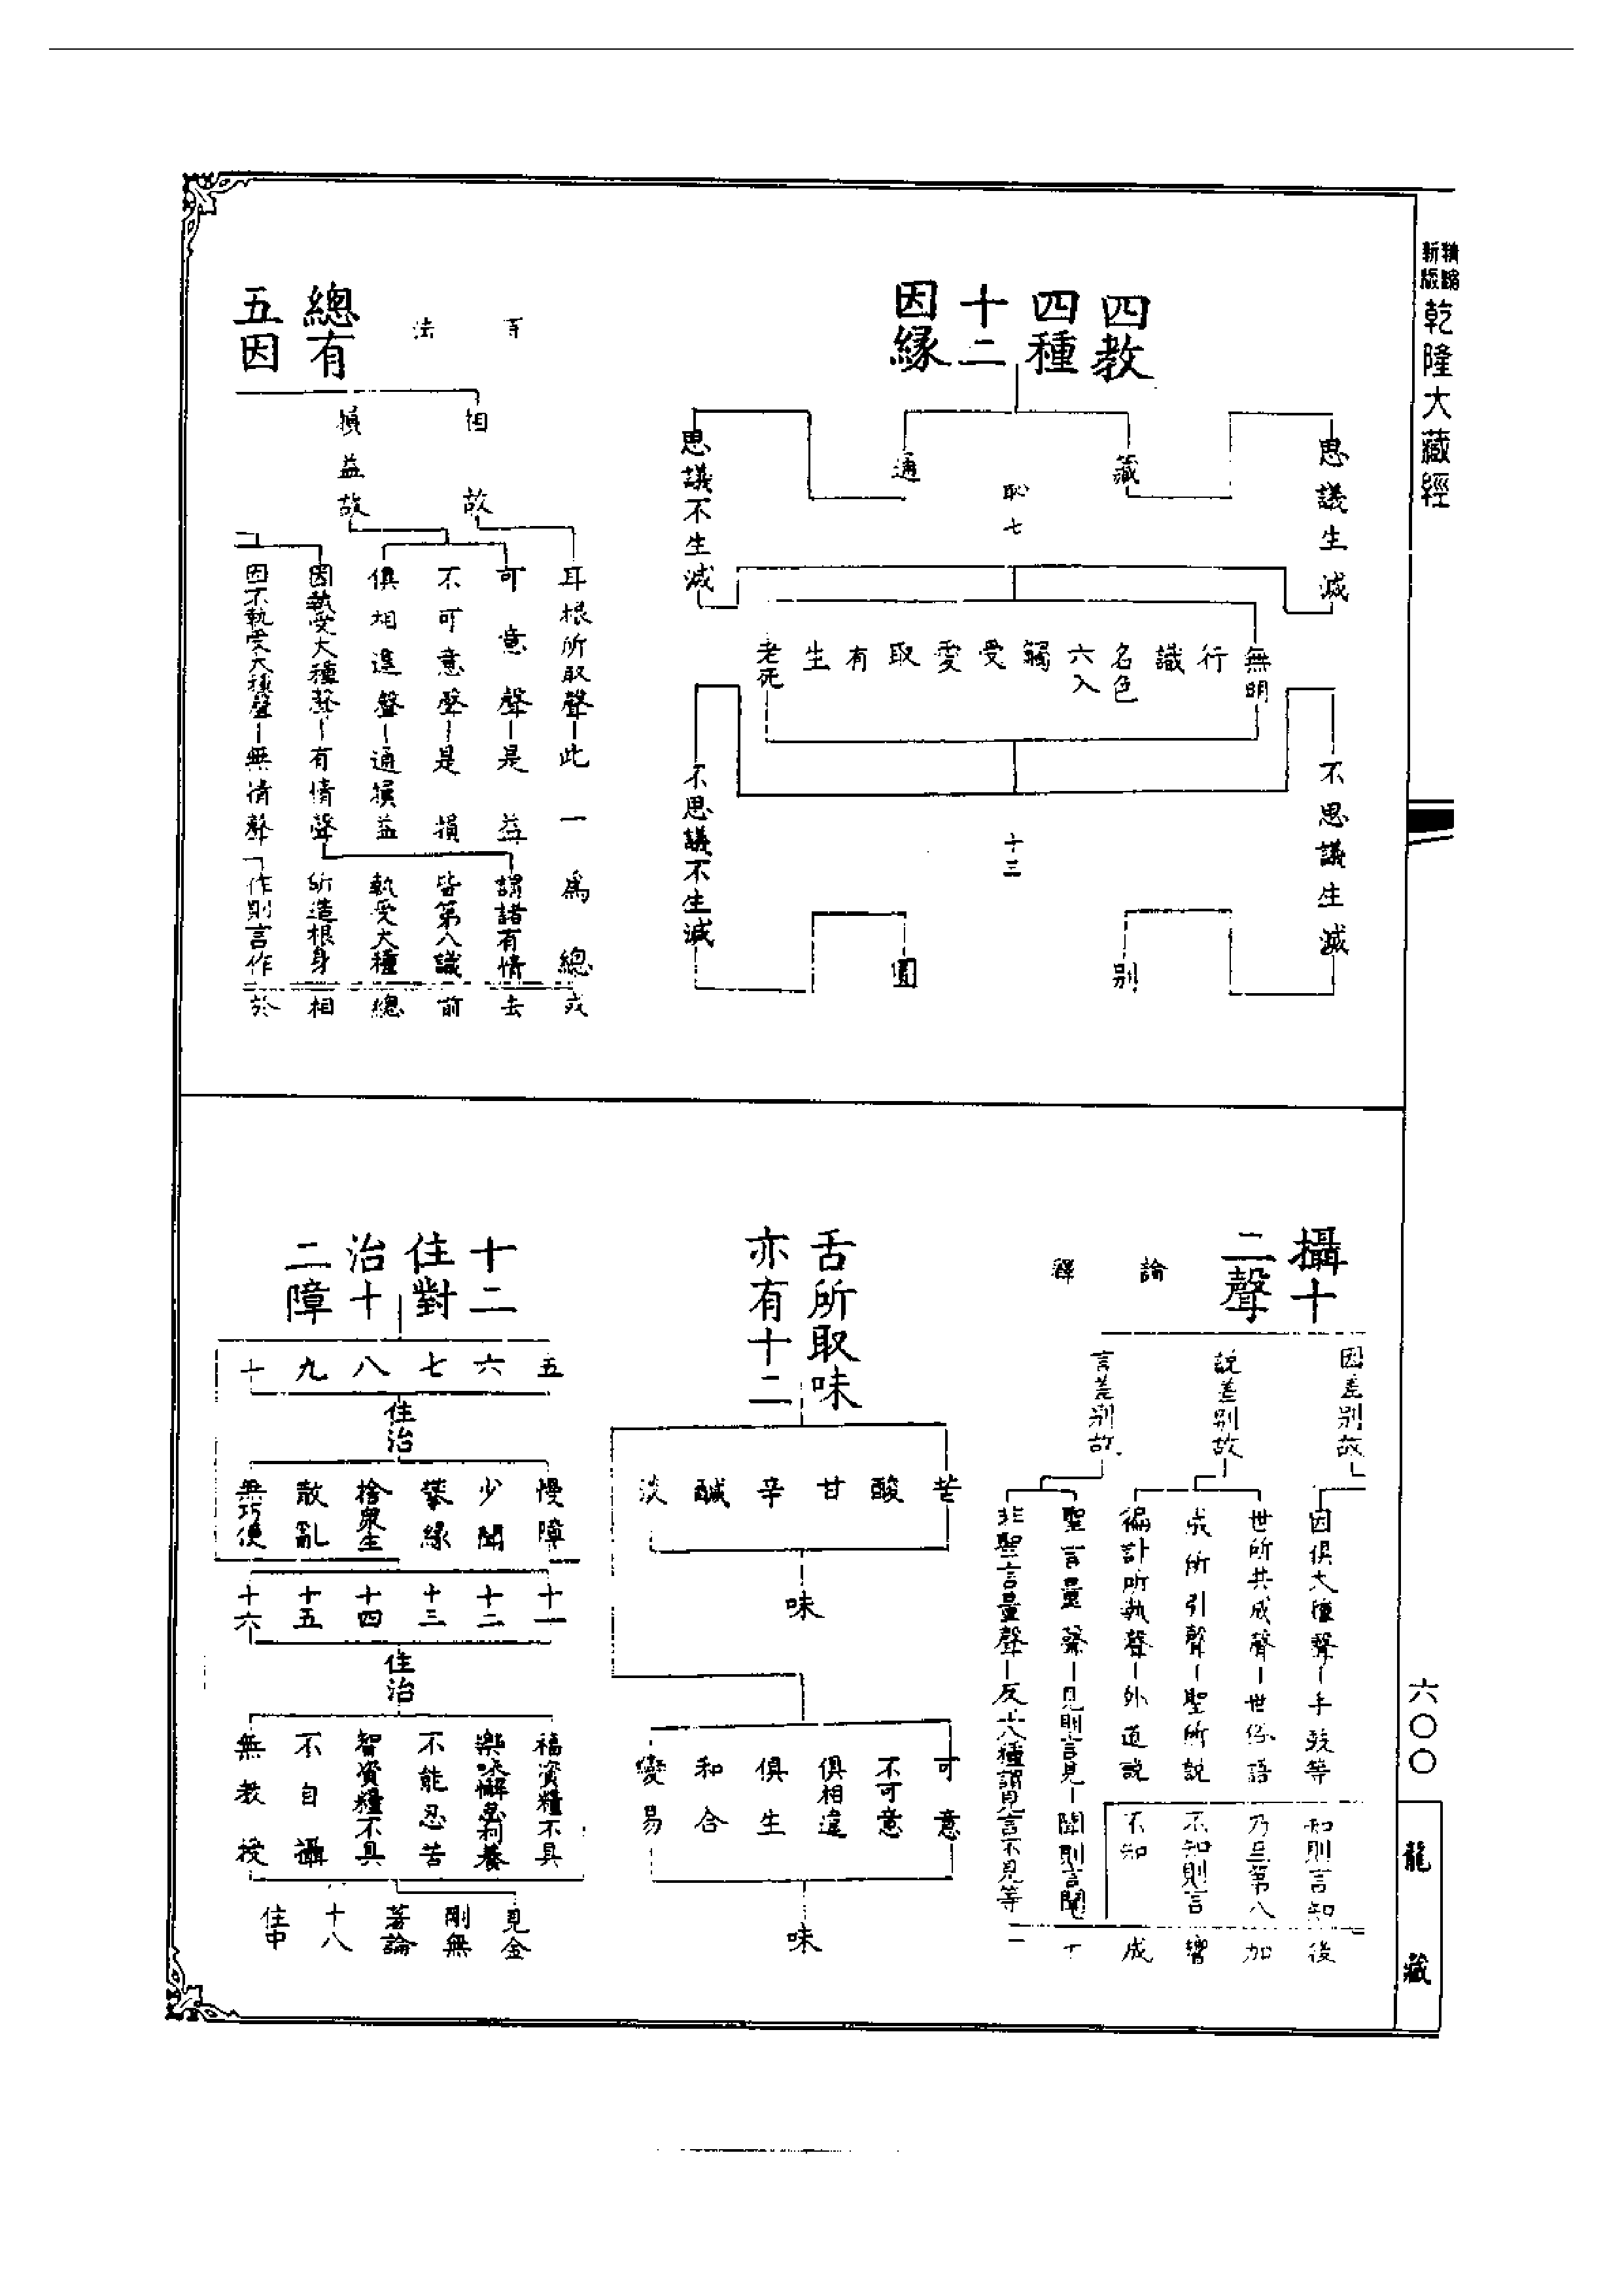 新版
乾隆大藏經
六〇〇
龍藏
四教
四種
十二
因緣
思議生滅
藏
通
思議不生滅
恥七
無明
行
識
名色
六入
觸
受
愛
取
有
生
老死
十三
不思議生滅
別
圓
不思議不生滅
法
總有
五因
相故
損益故
耳根所取聲－此一為總
可意聲－是益
不可意聲－是損
俱相違聲－通損益
因執受大種聲－有情聲
因不執受大種聲－無情聲
謂諸有情
皆第八識前
執受大種總
所造根身相
作則言作於
攝十
二聲
論
釋
因差別故
說差別故
言差別故
因俱大種聲－手鼓等
世所共成聲－世俗語
成所引聲－聖所說
徧計所執聲－外道說
聖言量聲－見則言見－聞則言聞
非聖言量聲－反上八種謂見言不見等
知則言知後
加
不知則言響
不知成
舌所取味
亦有十二
苦
酸
甘
辛
鹹
淡
味
可意
不可意
俱相違
俱生
和合
變易
味
十二
住對
治十
二障
五
六
七
八
九
十
住治
慢障
少聞
攀緣
捨眾生
散亂
無巧便
十一
十二
十三
十四
十五
十六
住治
福資糧不具
樂味懈怠利養
不能忍苦
智資糧不具
不自攝
無教授
見金
剛無
著論
十八
住中